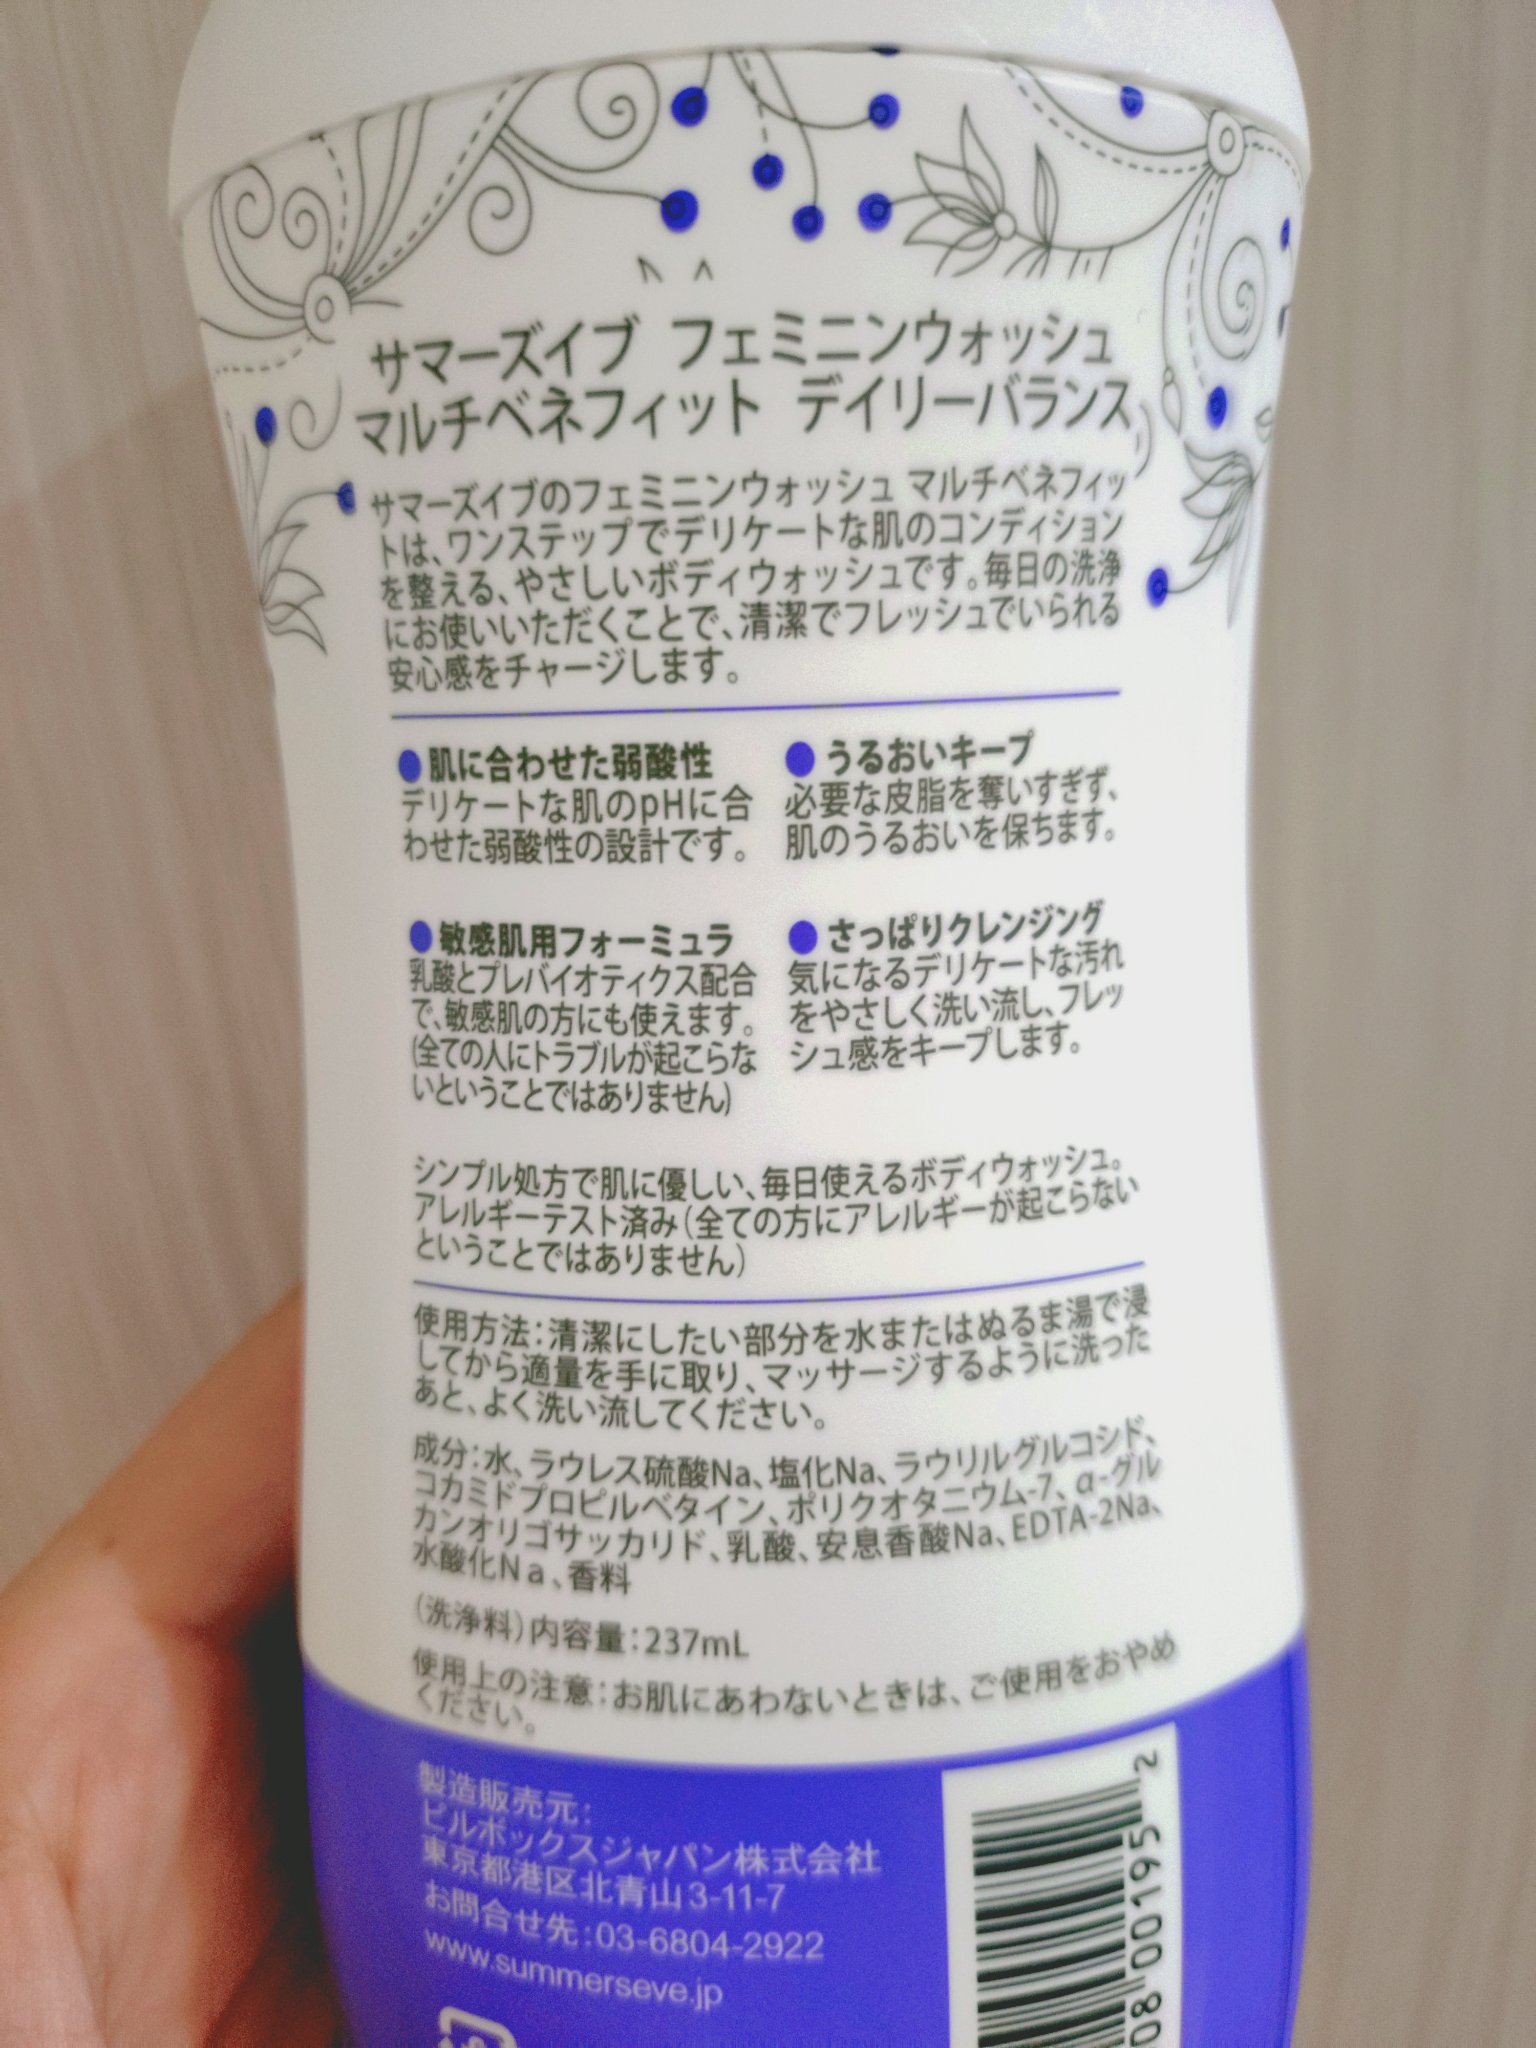 サマーズイブ フェミニンウォッシュ
マルチベネフィット デイリーバランス
サマーズイブのフェミニンウォッシュ マルチベネフィッ
トは、ワンステップでデリケートな肌のコンディション
を整える、やさしいボディウォッシュです。毎日の洗浄
にお使いいただくことで、清潔でフレッシュでいられる
安心感をチャージします。
●肌に合わせた弱酸性
デリケートな肌のpHに合
わせた弱酸性の設計です。
●うるおいキープ
必要な皮脂を奪いすぎず、
肌のうるおいを保ちます。
●敏感肌用フォーミュラ
乳酸とプレバイオティクス配合
で、敏感肌の方にも使えます。
(全ての人にトラブルが起こらな
いということではありません)
●さっぱりクレンジング
気になるデリケートな汚れ
をやさしく洗い流し、フレッ
シュ感をキープします。
シンプル処方で肌に優しい、毎日使えるボディウォッシュ。
アレルギーテスト済み(全ての方にアレルギーが起こらない
ということではありません)
使用方法:清潔にしたい部分を水またはぬるま湯で浸
してから適量を手に取り、マッサージするように洗った
あと、よく洗い流してください。
成分:水、ラウレス硫酸Na、塩化Na、ラウリルグルコシド、
コカミドプロピルベタイン、ポリクオタニウム-7、α-グル
カンオリゴサッカリド、乳酸、安息香酸Na、EDTA-2Na、
水酸化Na、香料
(洗浄料)内容量:237mL
使用上の注意:お肌にあわないときは、ご使用をおやめ
ください。
製造販売元:
ピルボックスジャパン株式会社
東京都港区北青山3-11-7
お問合せ先:03-6804-2922
www.summerseve.jp
08 00195 2